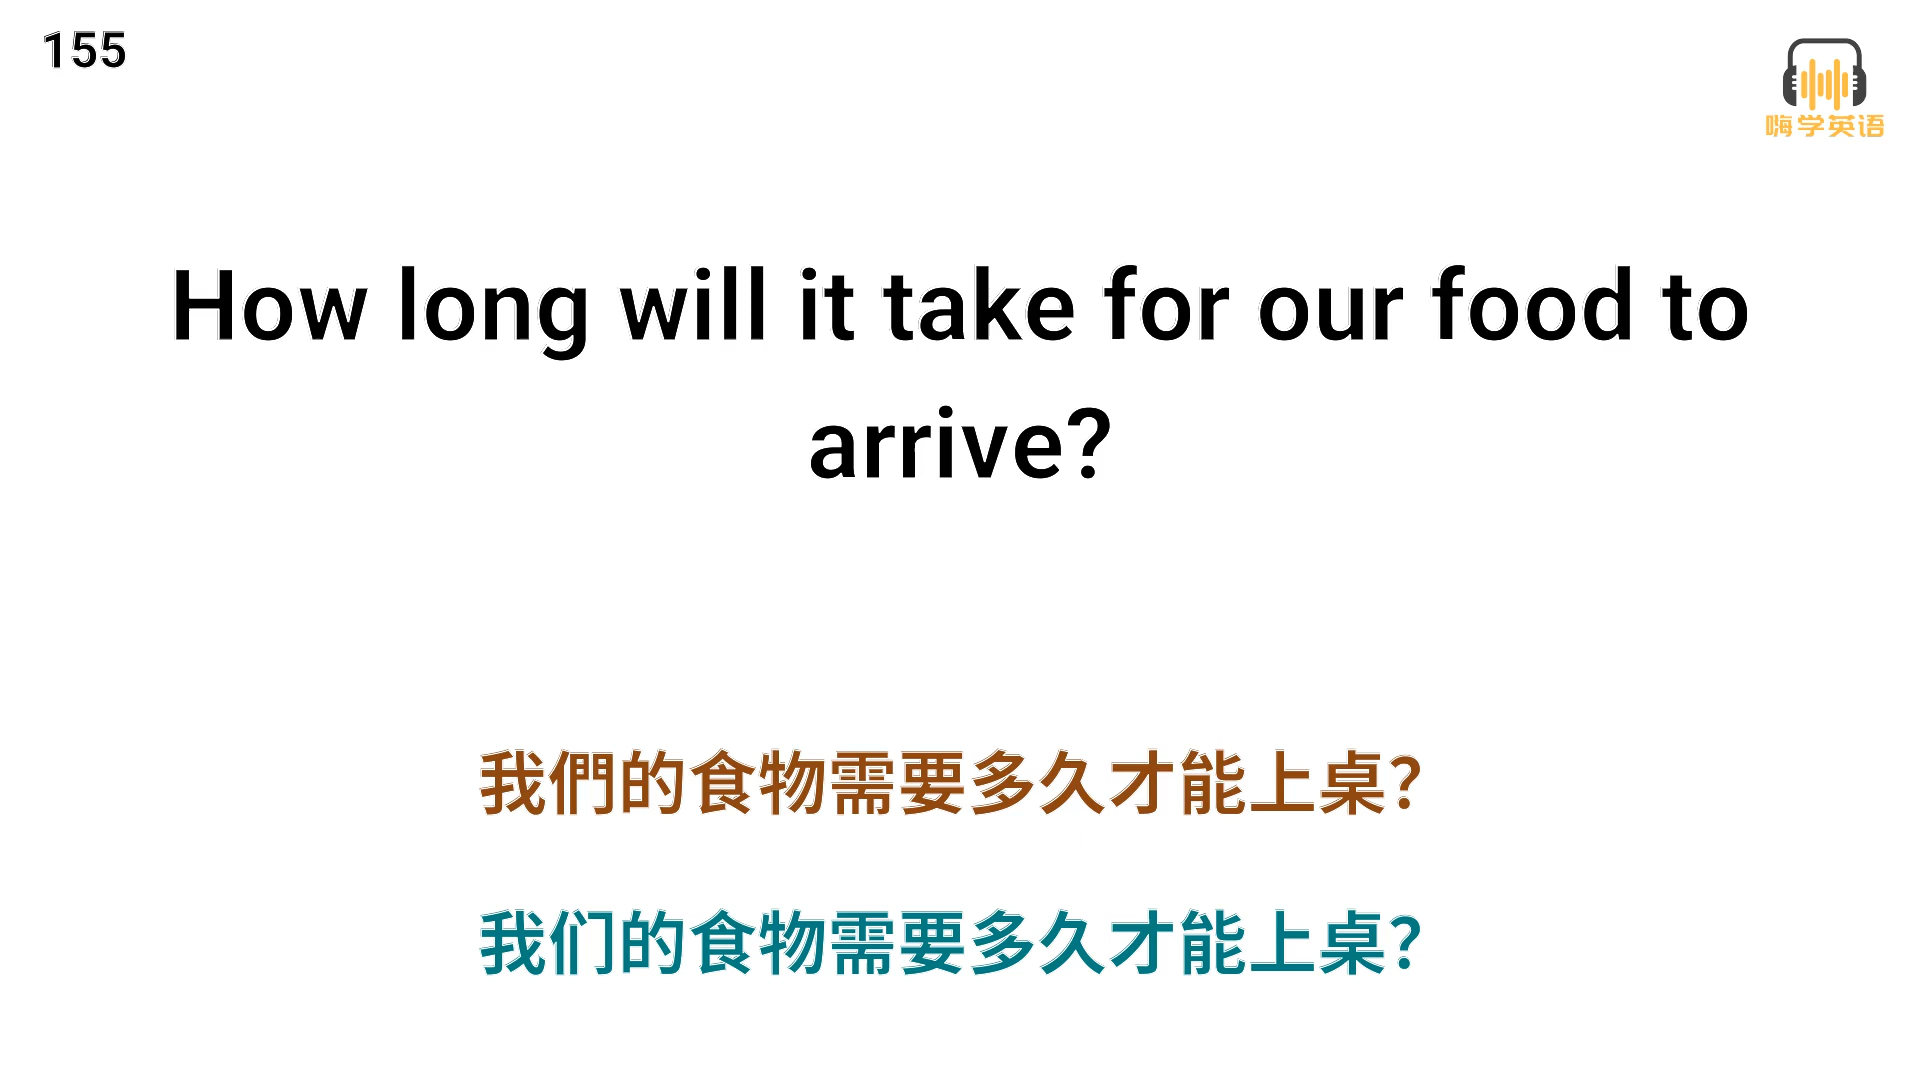 155
嗨学英语
How long will it take for our food to
arrive?
我們的食物需要多久才能上桌?
我们的食物需要多久才能上桌?